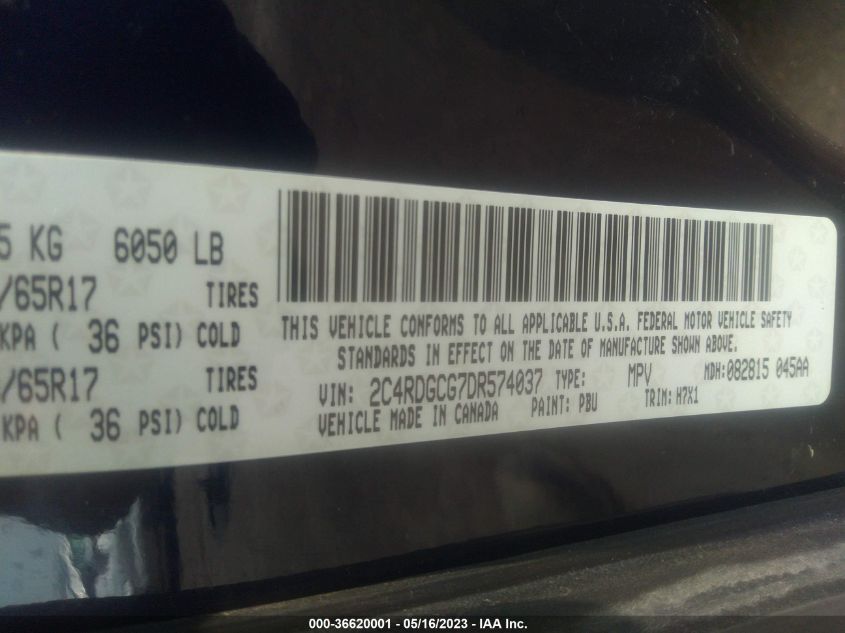 5 KG 6050 LB
/65R17 TIRES
KPA ( 36 PSI) COLD
/65R17 TIRES
KPA ( 36 PSI) COLD
THIS VEHICLE CONFORMS TO ALL APPLICABLE U.S.A. FEDERAL MOTOR VEHICLE SAFETY
STANDARDS IN EFFECT ON THE DATE OF MANUFACTURE SHOWN ABOVE.
VIN: 2C4RDGCG7DR574037 TYPE: MPV MDH:082815 045AA
VEHICLE MADE IN CANADA PAINT: PBU TRIM: H7X1
000-36620001 - 05/16/2023 - IAA Inc.